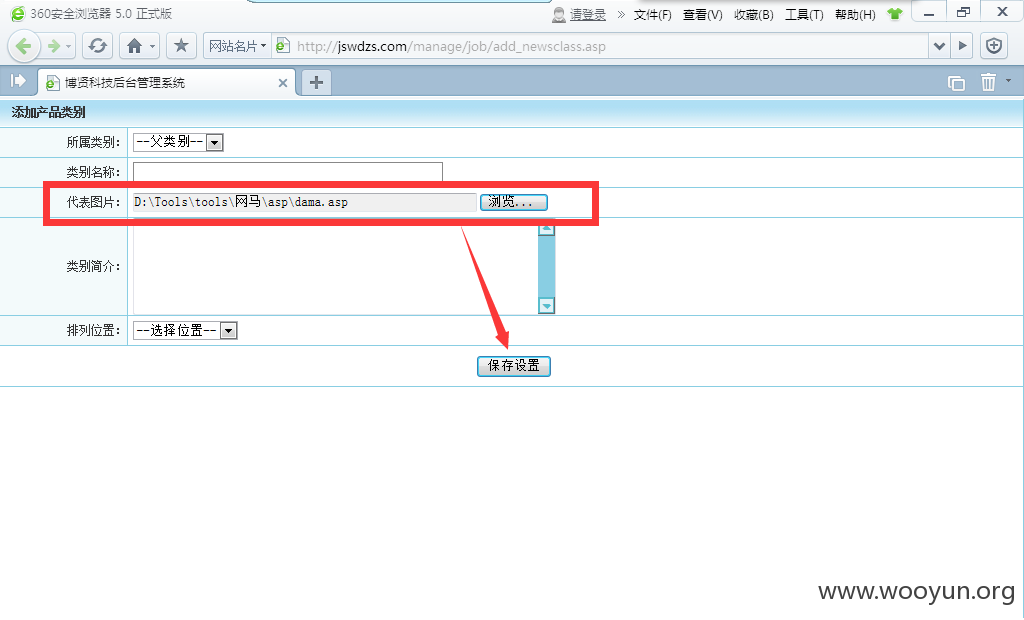 360安全浏览器 5.0 正式版
请登录 » 文件(F) 查看(V) 收藏(B) 工具(T) 帮助(H)
网站名片 http://jswdzs.com/manage/job/add_newsclass.asp
博贤科技后台管理系统
添加产品类别
所属类别： --父类别--
类别名称：
代表图片： D:\Tools\tools\网马\asp\dama.asp 浏览...
类别简介：
排列位置： --选择位置--
保存设置
www.wooyun.org